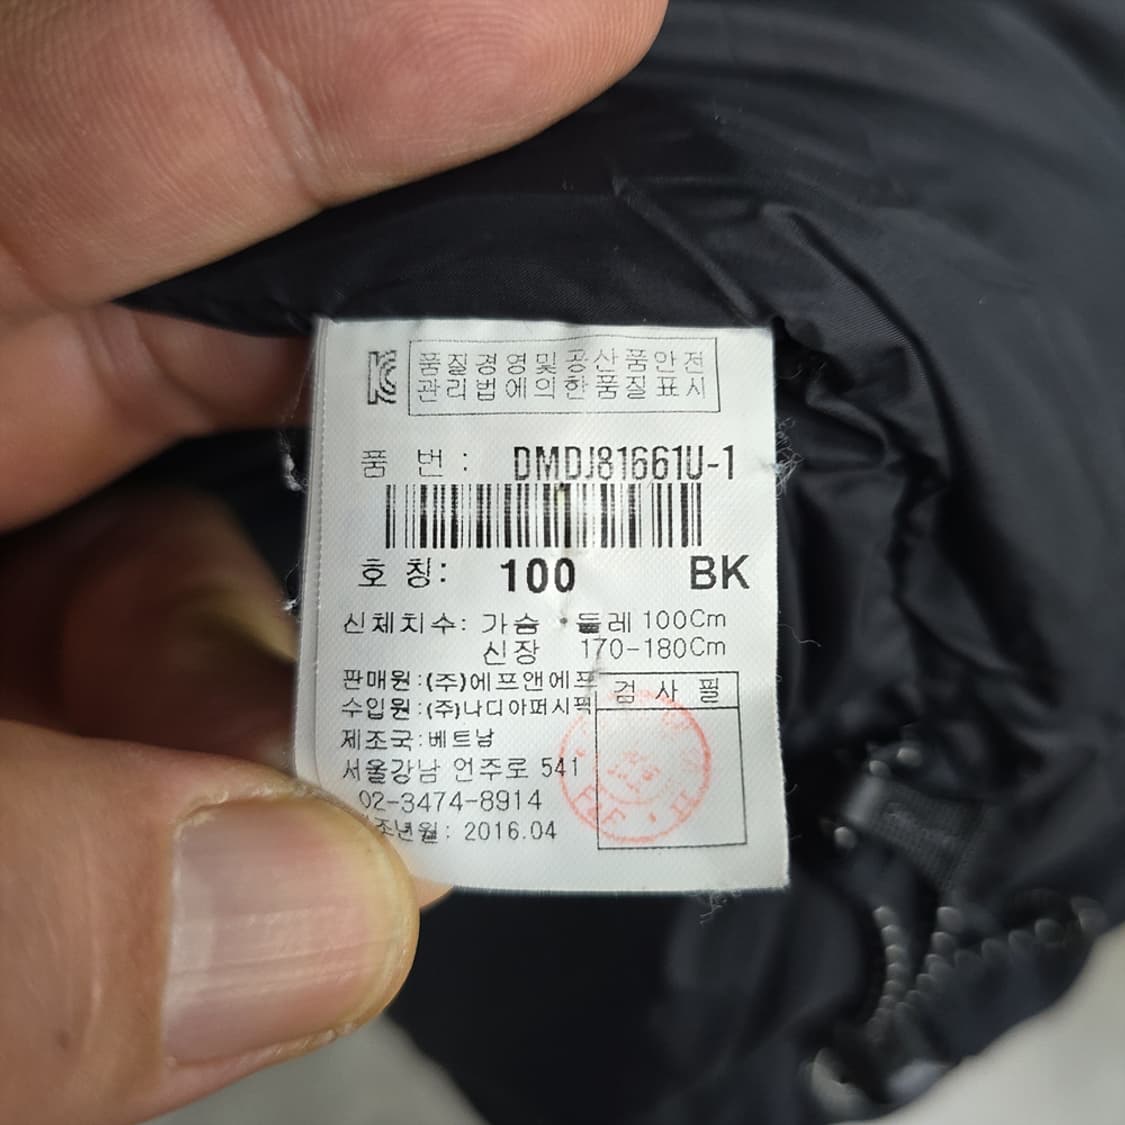 품질경영및공산품안전
관리법에의한품질표시
품 번 : DMDJ81661U-1
호 칭: 100 BK
신체치수: 가슴 둘레 100Cm
신장 170-180Cm
판매원:(주)에프앤에프
수입원:(주)나디아퍼시픽
검 사 필
제조국:베트남
서울강남 언주로 541
02-3474-8914
조년월: 2016.04